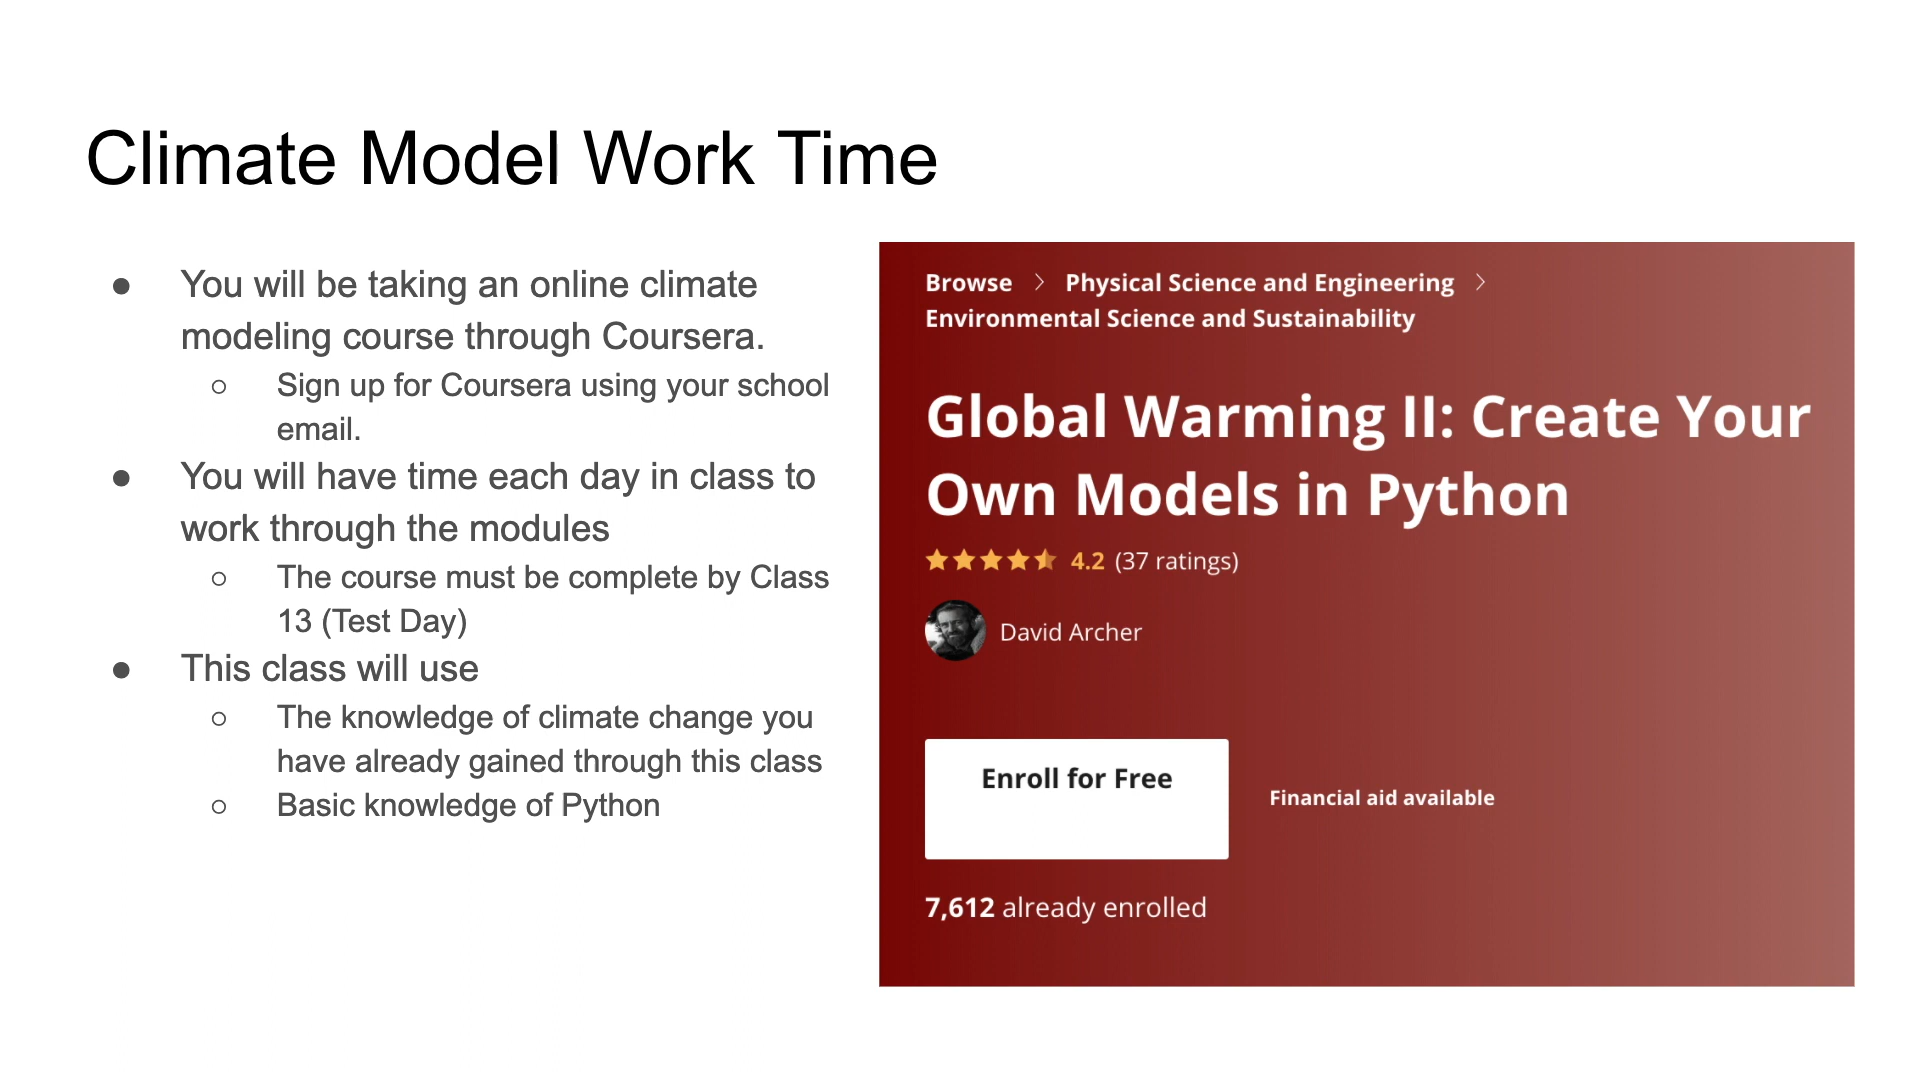 Climate Model Work Time
● You will be taking an online climate
modeling course through Coursera.
○ Sign up for Coursera using your school
email.
● You will have time each day in class to
work through the modules
○ The course must be complete by Class
13 (Test Day)
● This class will use
○ The knowledge of climate change you
have already gained through this class
○ Basic knowledge of Python
Browse > Physical Science and Engineering >
Environmental Science and Sustainability
Global Warming II: Create Your
Own Models in Python
4.2 (37 ratings)
David Archer
Enroll for Free
Financial aid available
7,612 already enrolled